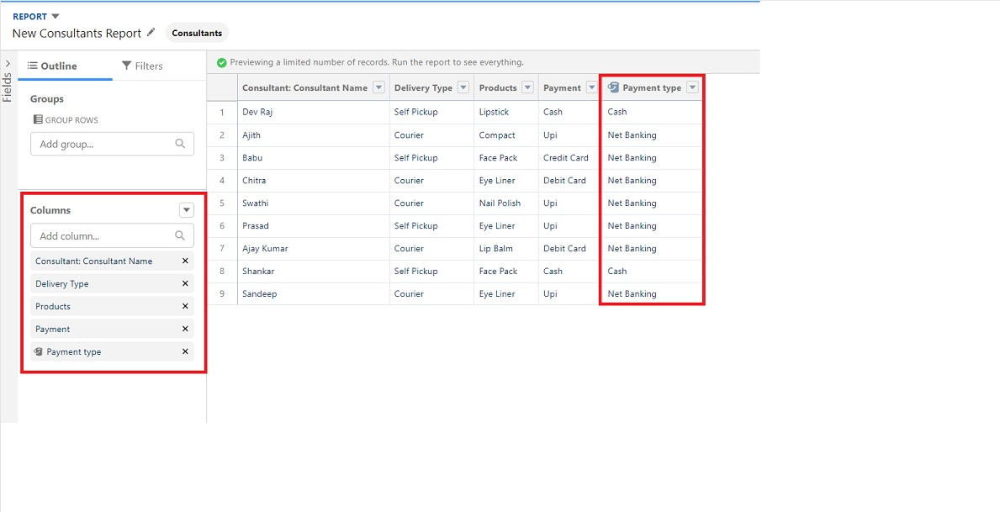 REPORT
New Consultants Report Consultants
Fields
Outline Filters
Groups
GROUP ROWS
Add group...
Columns
Add column...
Consultant: Consultant Name
Delivery Type
Products
Payment
Payment type
Previewing a limited number of records. Run the report to see everything.
Consultant: Consultant Name Delivery Type Products Payment Payment type
1 Dev Raj Self Pickup Lipstick Cash Cash
2 Ajith Courier Compact Upi Net Banking
3 Babu Self Pickup Face Pack Credit Card Net Banking
4 Chitra Courier Eye Liner Debit Card Net Banking
5 Swathi Courier Nail Polish Upi Net Banking
6 Prasad Self Pickup Eye Liner Upi Net Banking
7 Ajay Kumar Courier Lip Balm Debit Card Net Banking
8 Shankar Self Pickup Face Pack Cash Cash
9 Sandeep Courier Eye Liner Upi Net Banking